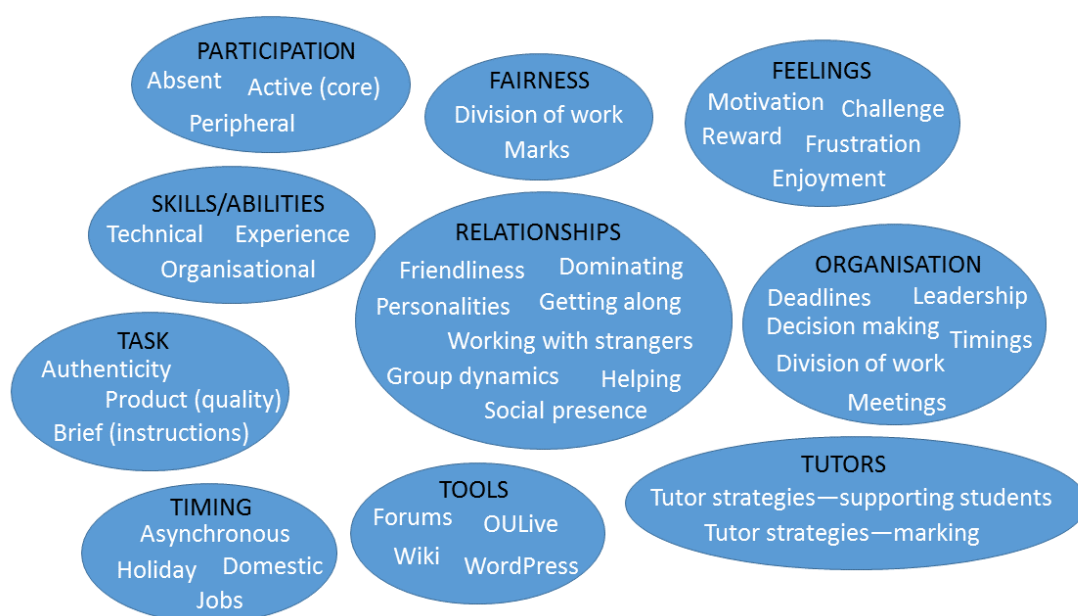 PARTICIPATION
Absent
Active (core)
Peripheral
FAIRNESS
Division of work
Marks
FEELINGS
Motivation
Challenge
Reward
Frustration
Enjoyment
SKILLS/ABILITIES
Technical
Experience
Organisational
RELATIONSHIPS
Friendliness
Dominating
Personalities
Getting along
Working with strangers
Group dynamics
Helping
Social presence
ORGANISATION
Deadlines
Leadership
Decision making
Timings
Division of work
Meetings
TASK
Authenticity
Product (quality)
Brief (instructions)
TIMING
Asynchronous
Holiday
Domestic
Jobs
TOOLS
Forums
OULive
Wiki
WordPress
TUTORS
Tutor strategies—supporting students
Tutor strategies—marking